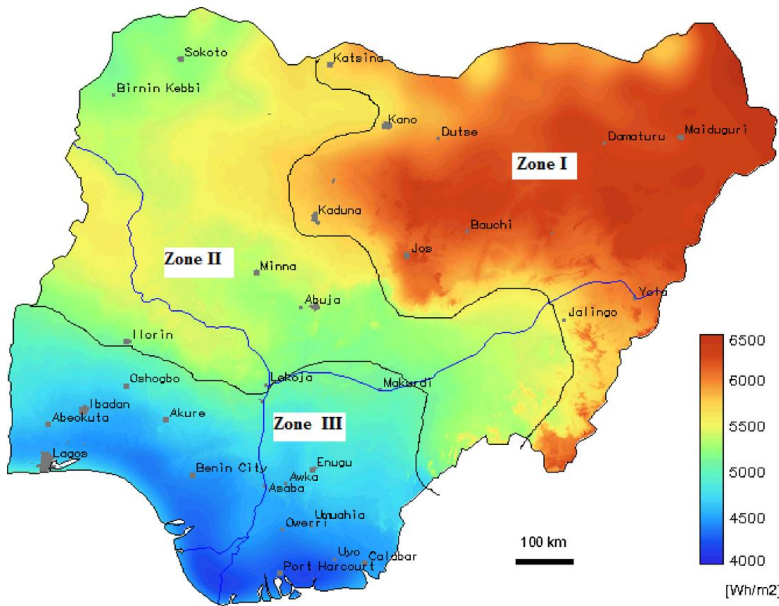 Sokoto
Katsina
Birnin Kebbi
Kano
Dutse
Damaturu
Maiduguri
Zone I
Kaduna
Bauchi
Jos
Zone II
Minna
Abuja
Yola
Jalingo
Ilorin
Lokoja
Makurdi
Oshogbo
Ibadan
Abeokuta
Akure
Zone III
Lagos
Benin City
Enugu
Awka
Asaba
Owerri
Umuahia
Uyo
Calabar
Port Harcourt
100 km
6500
6000
5500
5000
4500
4000
[Wh/m2]